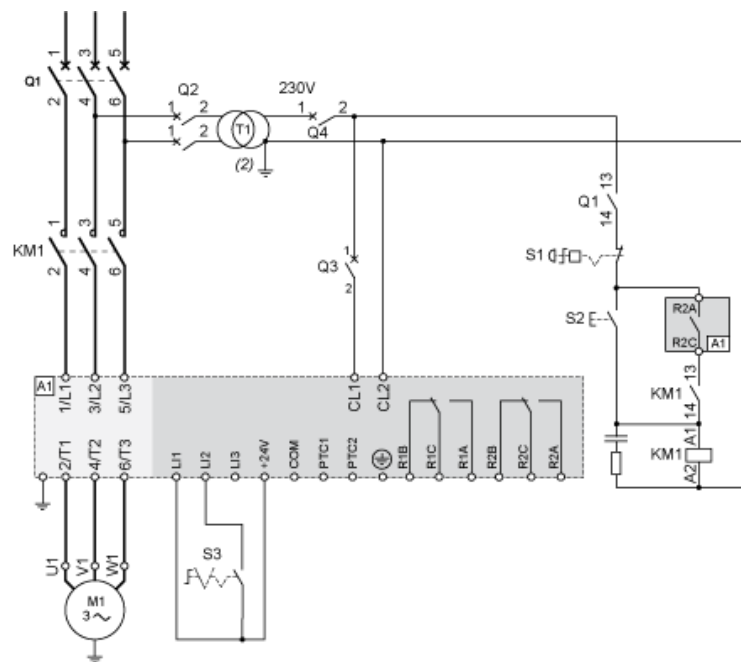 1 3 5
Q1
2 4 6
Q2
1 2
1 2
T1
(2)
230V
1 2
Q4
13
Q1
14
1 3 5
KM1
2 4 6
1
Q3
2
S1
S2
R2A
R2C
A1
13
KM1
14
A1
KM1
A2
A1
1/L1 3/L2 5/L3
CL1 CL2
2/T1 4/T2 6/T3
LI1 LI2 LI3 +24V COM PTC1 PTC2 R1B R1C R1A R2B R2C R2A
S3
U1 V1 W1
M1
3